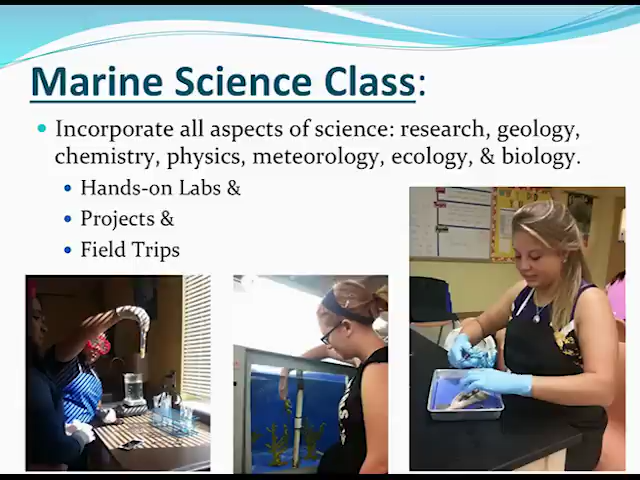 Marine Science Class:
Incorporate all aspects of science: research, geology,
chemistry, physics, meteorology, ecology, & biology.
Hands-on Labs &
Projects &
Field Trips